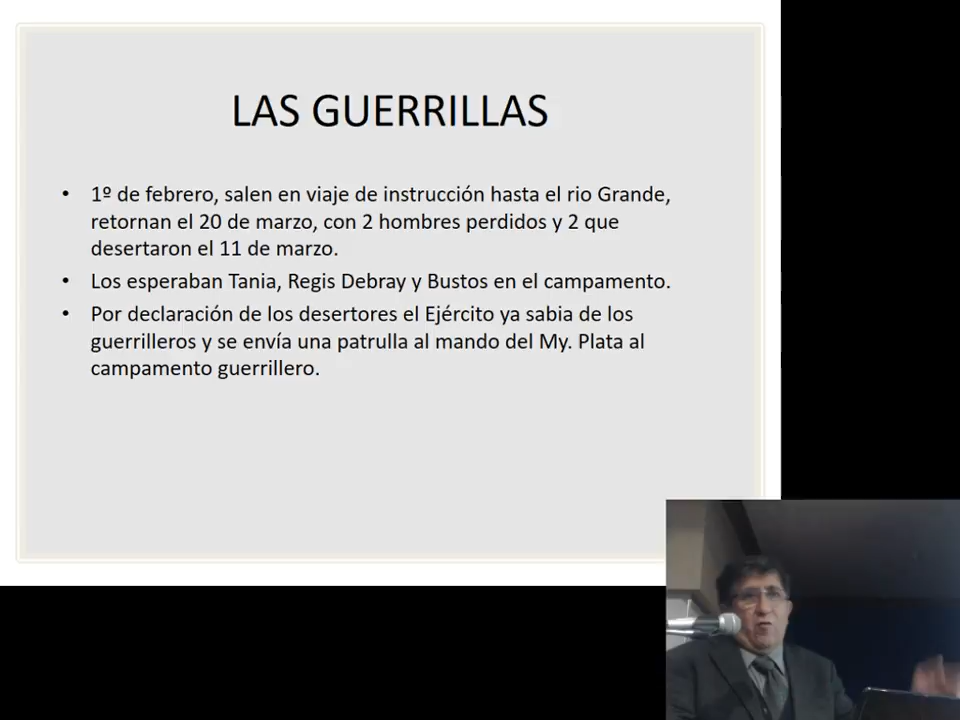 LAS GUERRILLAS
• 1º de febrero, salen en viaje de instrucción hasta el rio Grande,
retornan el 20 de marzo, con 2 hombres perdidos y 2 que
desertaron el 11 de marzo.
• Los esperaban Tania, Regis Debray y Bustos en el campamento.
• Por declaración de los desertores el Ejército ya sabia de los
guerrilleros y se envía una patrulla al mando del My. Plata al
campamento guerrillero.